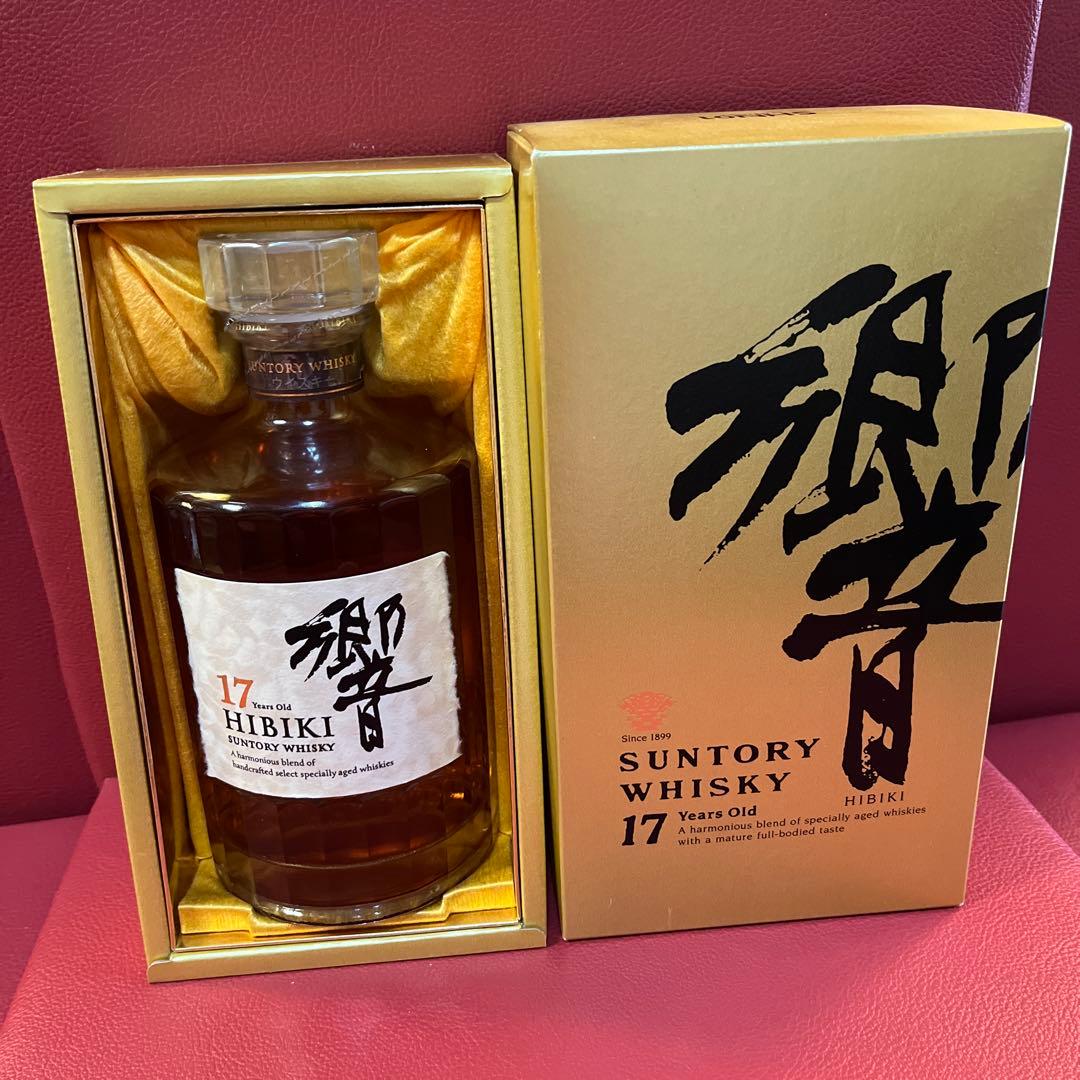 HIBIKI
SUNTORY WHISKY
ウイスキー
響
17 Years Old
HIBIKI
SUNTORY WHISKY
A harmonious blend of
handcrafted select specially aged whiskies
響
Since 1899
SUNTORY
WHISKY
HIBIKI
17 Years Old
A harmonious blend of specially aged whiskies
with a mature full-bodied taste